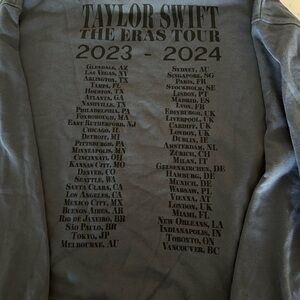 TAYLOR SWIFT
THE ERAS TOUR
2023 - 2024
GLENDALE, AZ
LAS VEGAS, NV
ARLINGTON, TX
TAMPA, FL
HOUSTON, TX
ATLANTA, GA
NASHVILLE, TN
PHILADELPHIA, PA
FOXBOROUGH, MA
EAST RUTHERFORD, NJ
CHICAGO, IL
DETROIT, MI
PITTSBURGH, PA
MINNEAPOLIS, MN
CINCINNATI, OH
KANSAS CITY, MO
DENVER, CO
SEATTLE, WA
SANTA CLARA, CA
LOS ANGELES, CA
MEXICO CITY, MX
BUENOS AIRES, AR
RIO DE JANEIRO, BR
SÃO PAULO, BR
TOKYO, JP
MELBOURNE, AU
SYDNEY, AU
SINGAPORE, SG
PARIS, FR
STOCKHOLM, SE
LISBON, PT
MADRID, ES
LYON, FR
EDINBURGH, UK
LIVERPOOL, UK
CARDIFF, UK
LONDON, UK
DUBLIN, IE
AMSTERDAM, NL
ZÜRICH, CH
MILAN, IT
GELSENKIRCHEN, DE
HAMBURG, DE
MUNICH, DE
WARSAW, PL
VIENNA, AT
LONDON, UK
MIAMI, FL
NEW ORLEANS, LA
INDIANAPOLIS, IN
TORONTO, ON
VANCOUVER, BC